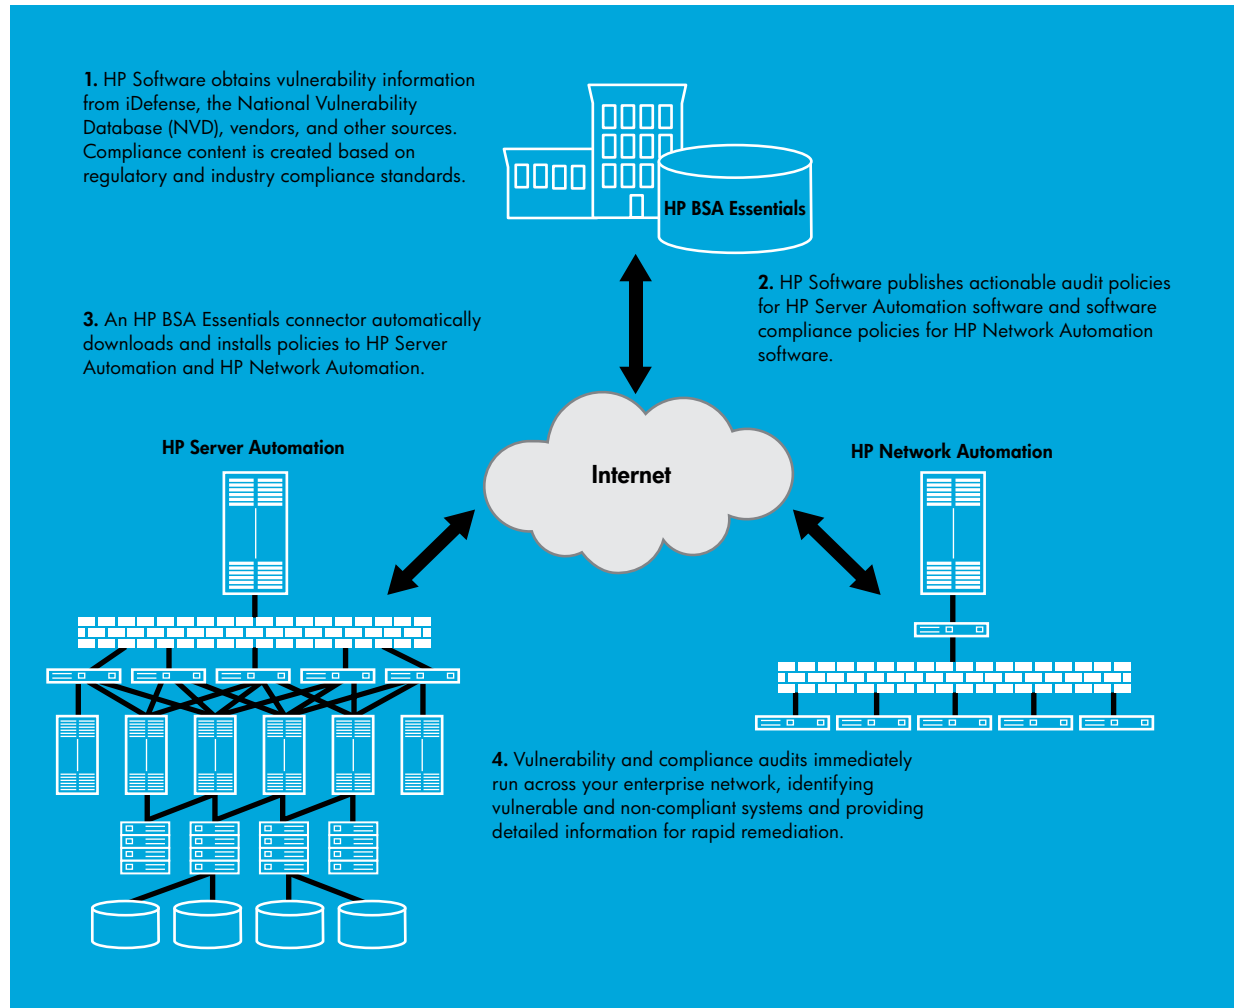 1. HP Software obtains vulnerability information
from iDefense, the National Vulnerability
Database (NVD), vendors, and other sources.
Compliance content is created based on
regulatory and industry compliance standards.
HP BSA Essentials
2. HP Software publishes actionable audit policies
for HP Server Automation software and software
compliance policies for HP Network Automation
software.
3. An HP BSA Essentials connector automatically
downloads and installs policies to HP Server
Automation and HP Network Automation.
HP Server Automation
Internet
HP Network Automation
4. Vulnerability and compliance audits immediately
run across your enterprise network, identifying
vulnerable and non-compliant systems and providing
detailed information for rapid remediation.